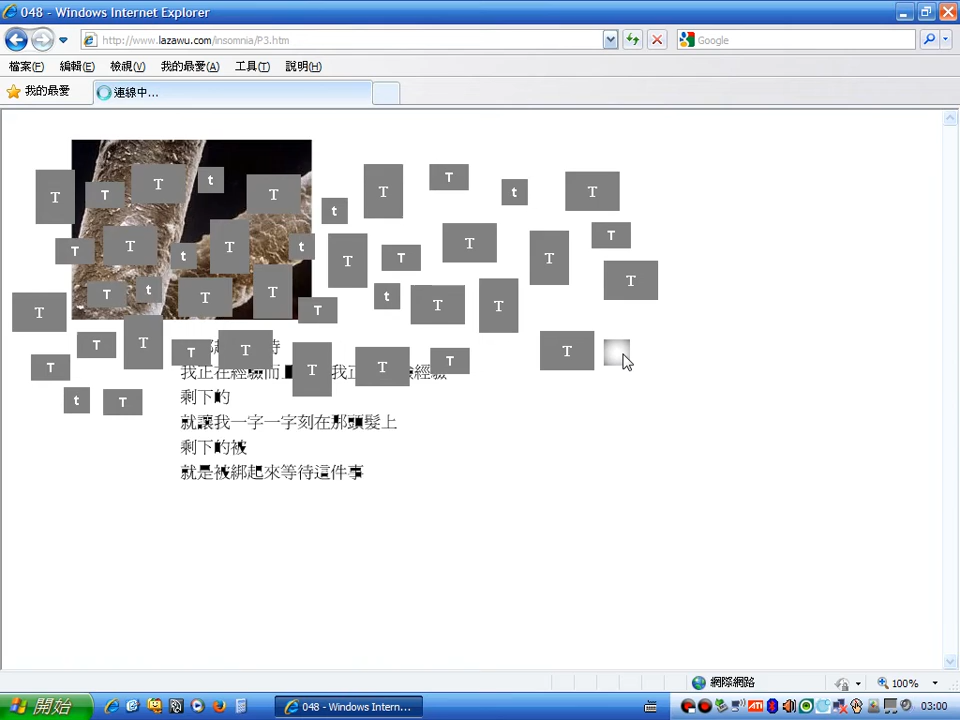 048 - Windows Internet Explorer
http://www.lazawu.com/insomnia/P3.htm
Google
檔案(F) 編輯(E) 檢視(V) 我的最愛(A) 工具(T) 說明(H)
我的最愛
連線中...
T T T t T t T T t T
T T t T t T T T T T T
T T t T T T t T T
T T T T T T T T T
t T
我正在經驗而 我正 經驗
剩下的
就讓我一字一字刻在那頭髮上
剩下的被
就是被綁起來等待這件事
網際網路
100%
開始
048 - Windows Intern...
ATI
03:00